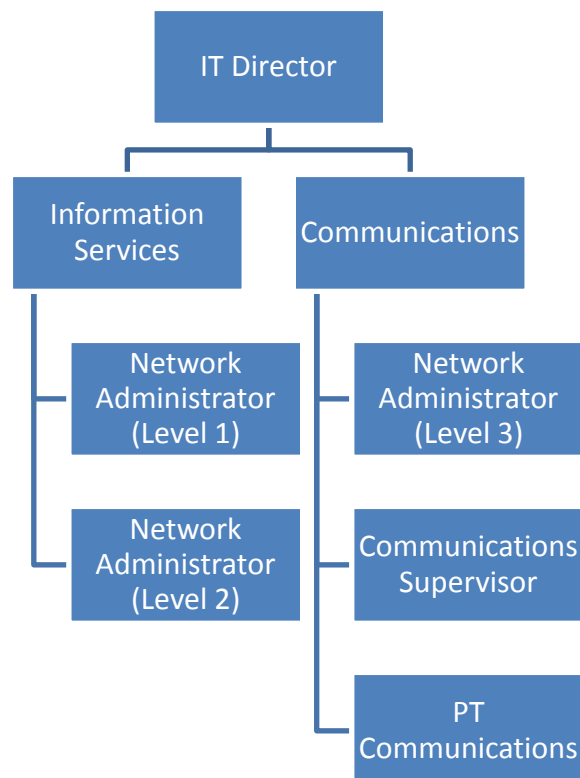 IT Director
Information
Services
Communications
Network
Administrator
(Level 1)
Network
Administrator
(Level 2)
Network
Administrator
(Level 3)
Communications
Supervisor
PT
Communications